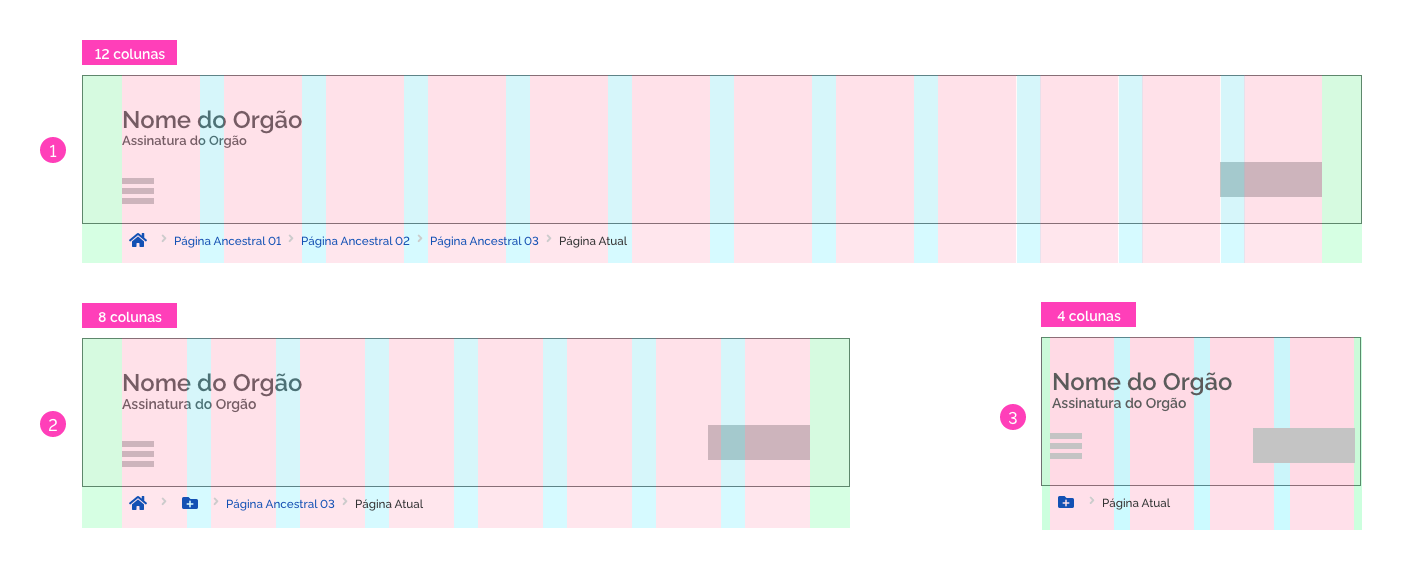 12 colunas
1
Nome do Orgão
Assinatura do Orgão
Página Ancestral 01 Página Ancestral 02 Página Ancestral 03 Página Atual
8 colunas
2
Nome do Orgão
Assinatura do Orgão
Página Ancestral 03 Página Atual
4 colunas
3
Nome do Orgão
Assinatura do Orgão
Página Atual